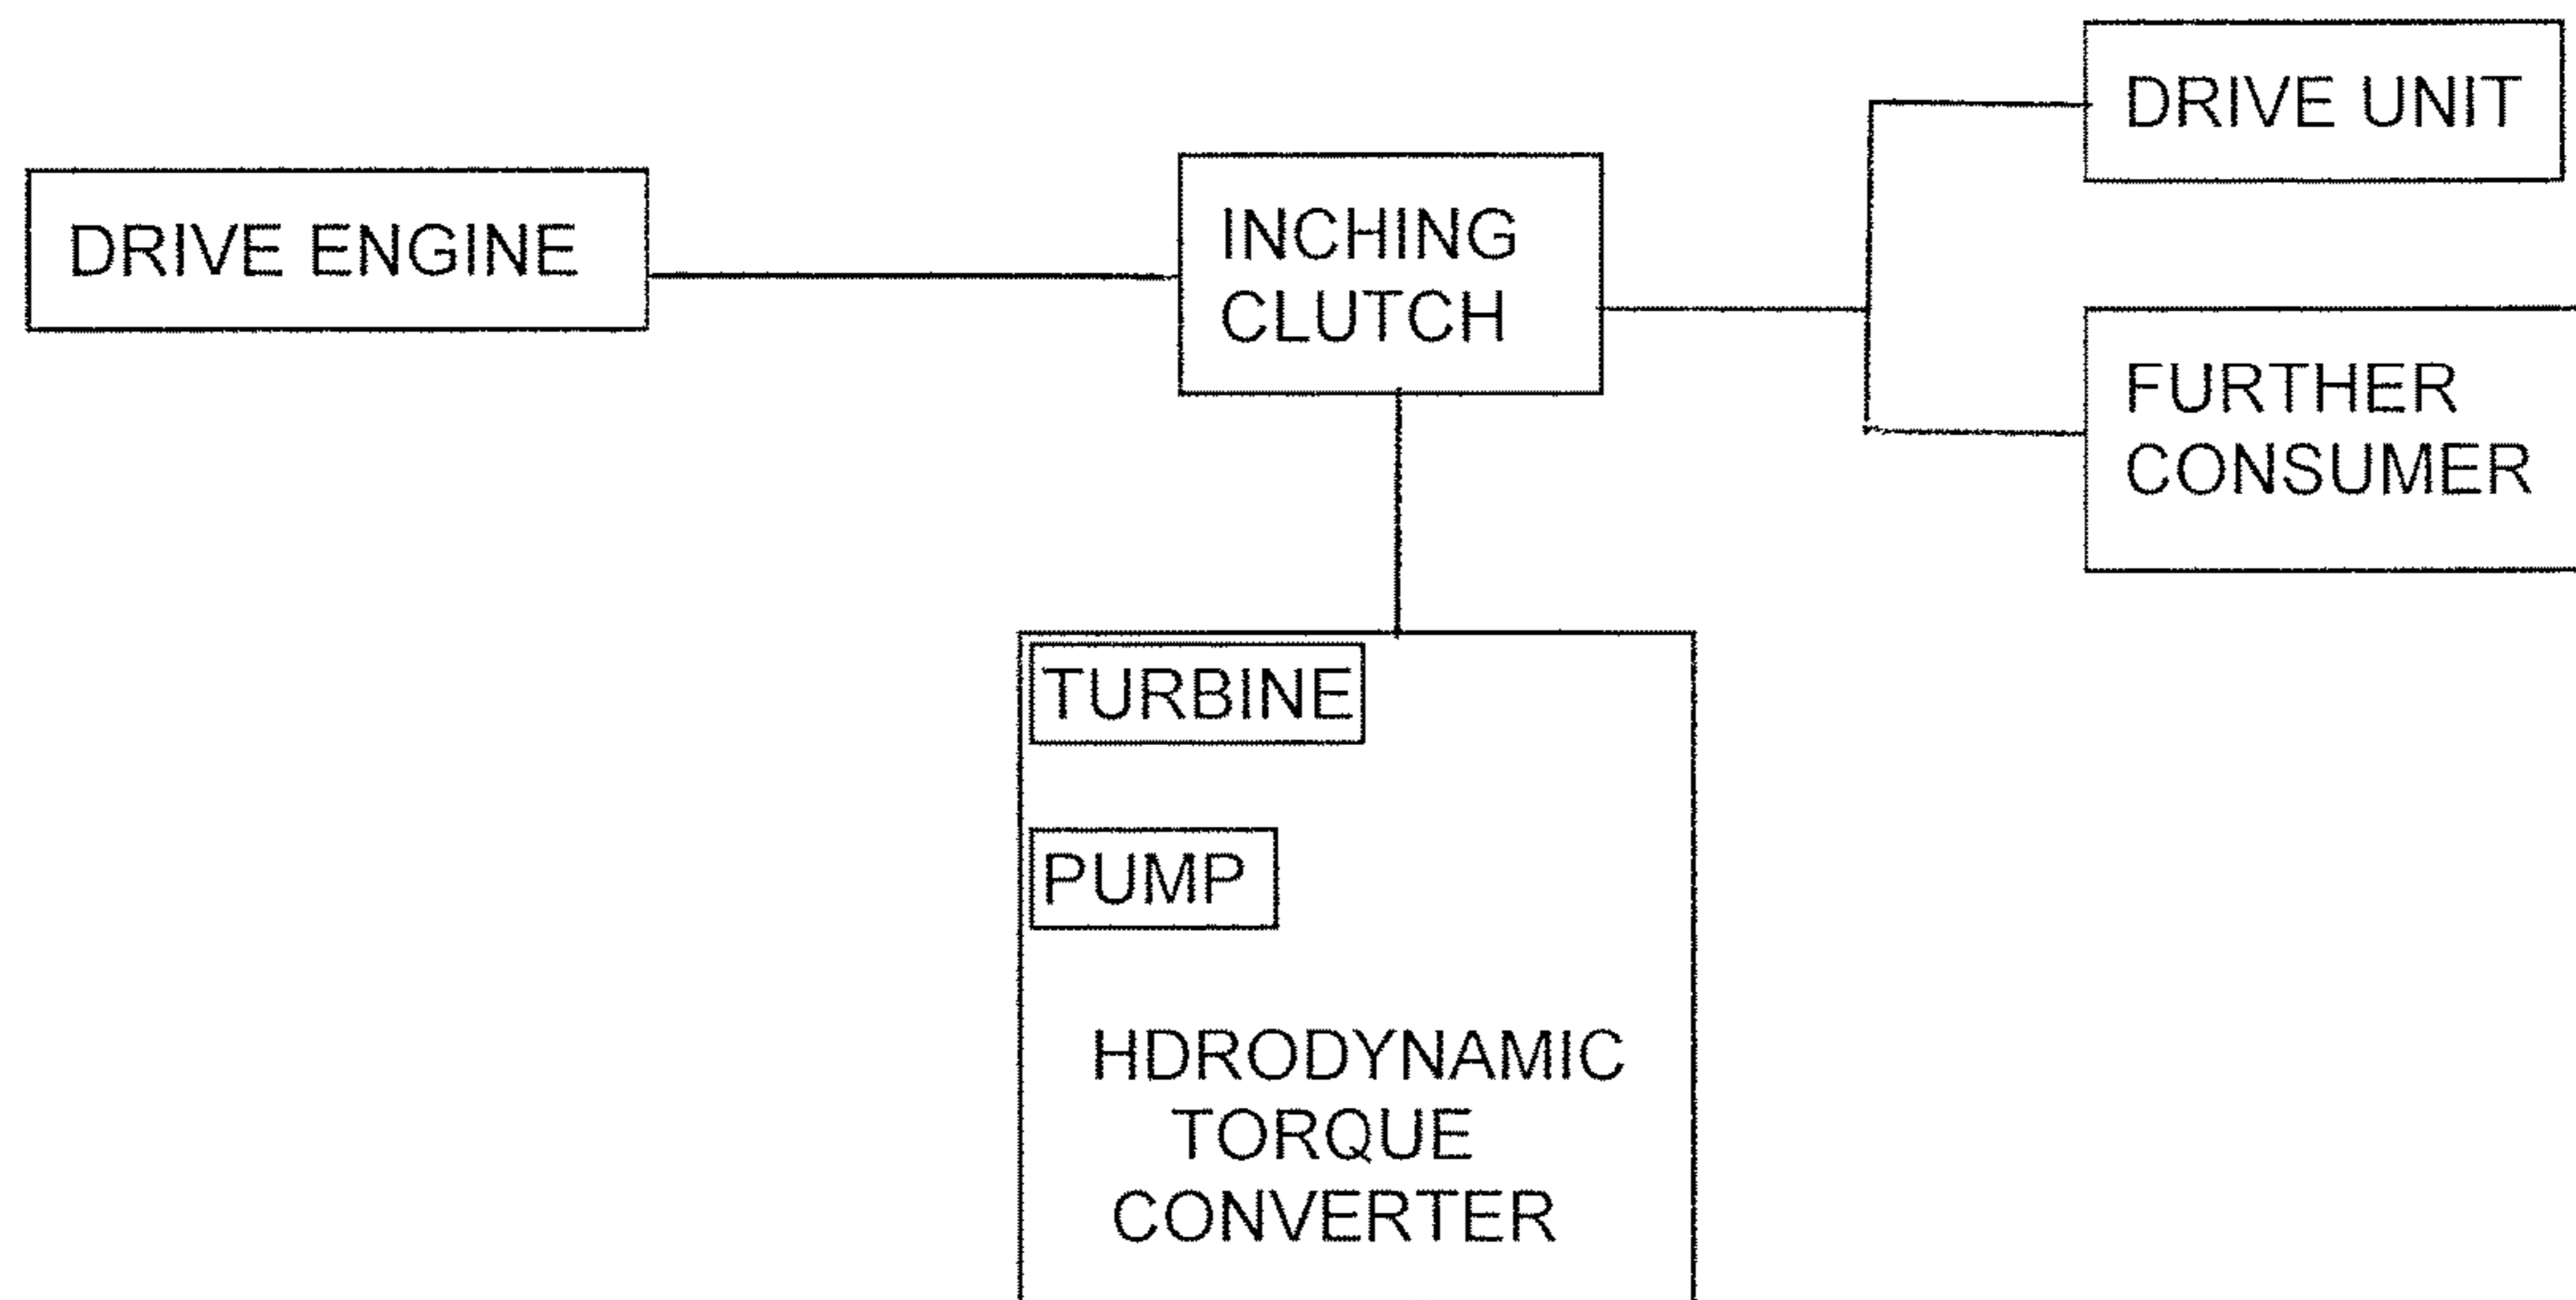 DRIVE ENGINE
INCHING
CLUTCH
DRIVE UNIT
FURTHER
CONSUMER
TURBINE
PUMP
HDRODYNAMIC
TORQUE
CONVERTER